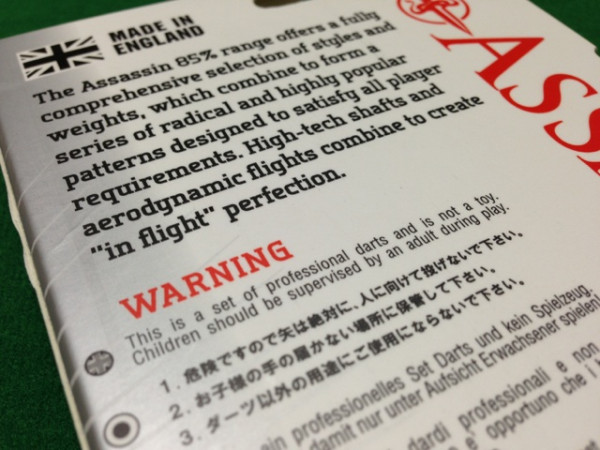 MADE IN
ENGLAND
ASS
The Assassin 85% range offers a fully
comprehensive selection of styles and
weights, which combine to form a
series of radical and highly popular
patterns designed to satisfy all player
requirements. High-tech shafts and
aerodynamic flights combine to create
"in flight" perfection.
WARNING
This is a set of professional darts and is not a toy.
Children should be supervised by an adult during play.
1. 危険ですので矢は絶対に、人に向けて投げないで下さい。
2. お子様の手の届かない場所に保管して下さい。
3. ダーツ以外の用途にご使用にならないで下さい。
ein professionelles Set Darts und kein Spielzeug.
damit nur unter Aufsicht Erwachsener spielen
dardi professionali e non
e' opportuno che i